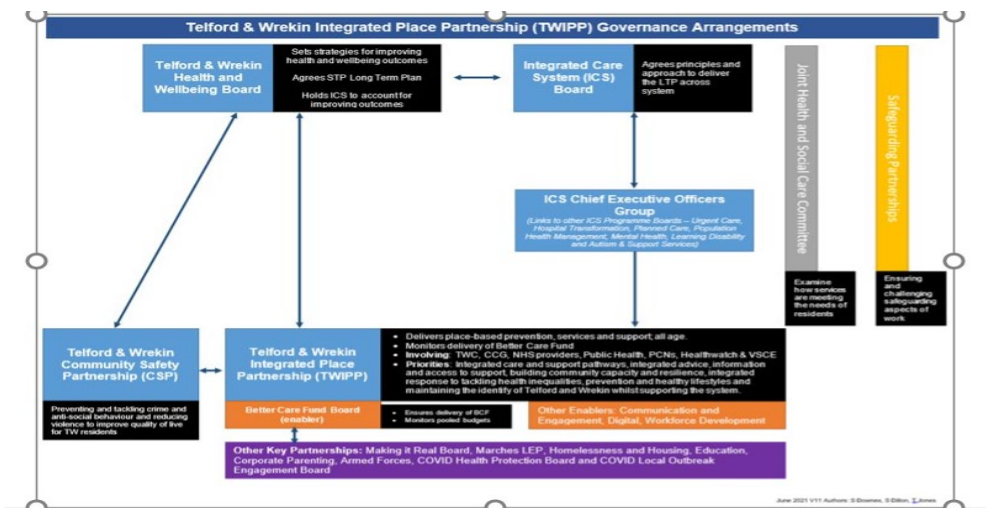 Telford & Wrekin Integrated Place Partnership (TWIPP) Governance Arrangements
Telford & Wrekin
Health and
Wellbeing Board
Sets strategies for improving
health and wellbeing outcomes
Agrees STP Long Term Plan
Holds ICS to account for
improving outcomes
Integrated Care
System (ICS)
Board
Agrees principles and
approach to deliver
the LTP across
system
Joint Health and Social Care Committee
Safeguarding Partnerships
ICS Chief Executive Officers
Group
(Links to other ICS Programme Boards – Urgent Care,
Hospital Transformation, Planned Care, Population
Health Management, Mental Health, Learning Disability
and Autism & Support Services)
Examine
how services
are meeting
the needs of
residents
Ensuring
and
challenging
safeguarding
aspects of
work
Telford & Wrekin
Community Safety
Partnership (CSP)
Preventing and tackling crime and
anti-social behaviour and reducing
violence to improve quality of live
for TW residents
Telford & Wrekin
Integrated Place
Partnership (TWIPP)
• Delivers place-based prevention, services and support, all age.
• Monitors delivery of Better Care Fund
• Involving: TWC, CCG, NHS providers, Public Health, PCNs, Healthwatch & VSCE
• Priorities: Integrated care and support pathways, integrated advice, information
and access to support, building community capacity and resilience, integrated
response to tackling health inequalities, prevention and healthy lifestyles and
maintaining the identify of Telford and Wrekin whilst supporting the system.
Better Care Fund Board
(enabler)
• Ensures delivery of BCF
• Monitors pooled budgets
Other Enablers: Communication and
Engagement, Digital, Workforce Development
Other Key Partnerships: Making it Real Board, Marches LEP, Homelessness and Housing, Education,
Corporate Parenting, Armed Forces, COVID Health Protection Board and COVID Local Outbreak
Engagement Board
June 2021 V11 Authors: S Downes, S Dillon, Jones